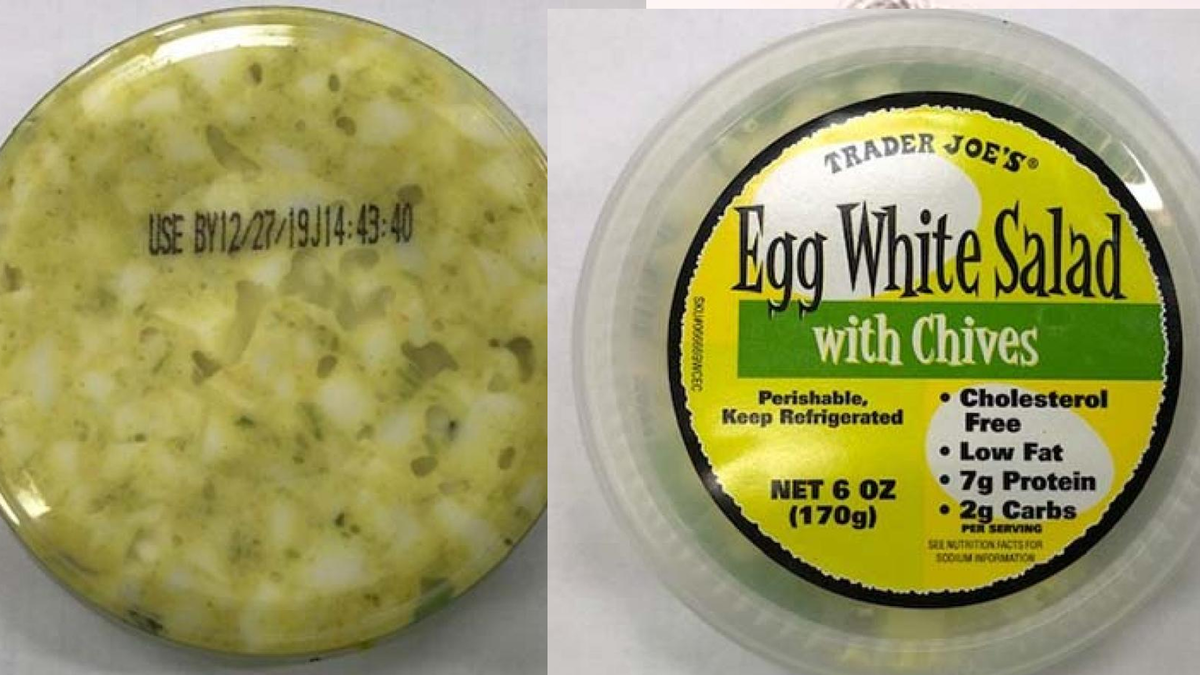 USE BY12/27/19J14:43:40
TRADER JOE'S®
Egg White Salad
with Chives
Perishable,
Keep Refrigerated
NET 6 OZ
(170g)
• Cholesterol
Free
• Low Fat
• 7g Protein
• 2g Carbs
PER SERVING
SEE NUTRITION FACTS FOR
SODIUM INFORMATION